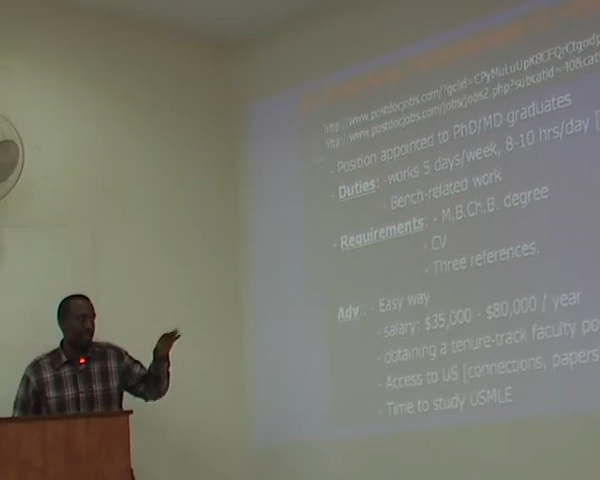 http://www.postdocjobs.com/?gclid=CPyMuLuUpK8CFQrCtgodp
http://www.postdocjobs.com/jobs/jobs2.php?subcatid=-40&cati
- Position appointed to PhD/MD graduates
Duties: -works 5 days/week, 8-10 hrs/day [
- Bench-related work
- Requirements: - M.B.Ch.B. degree
- CV
- Three references.
Adv. - Easy way
- salary: $35,000 - $80,000 / year
- obtaining a tenure-track faculty po
- Access to US [connections, papers
- Time to study USMLE